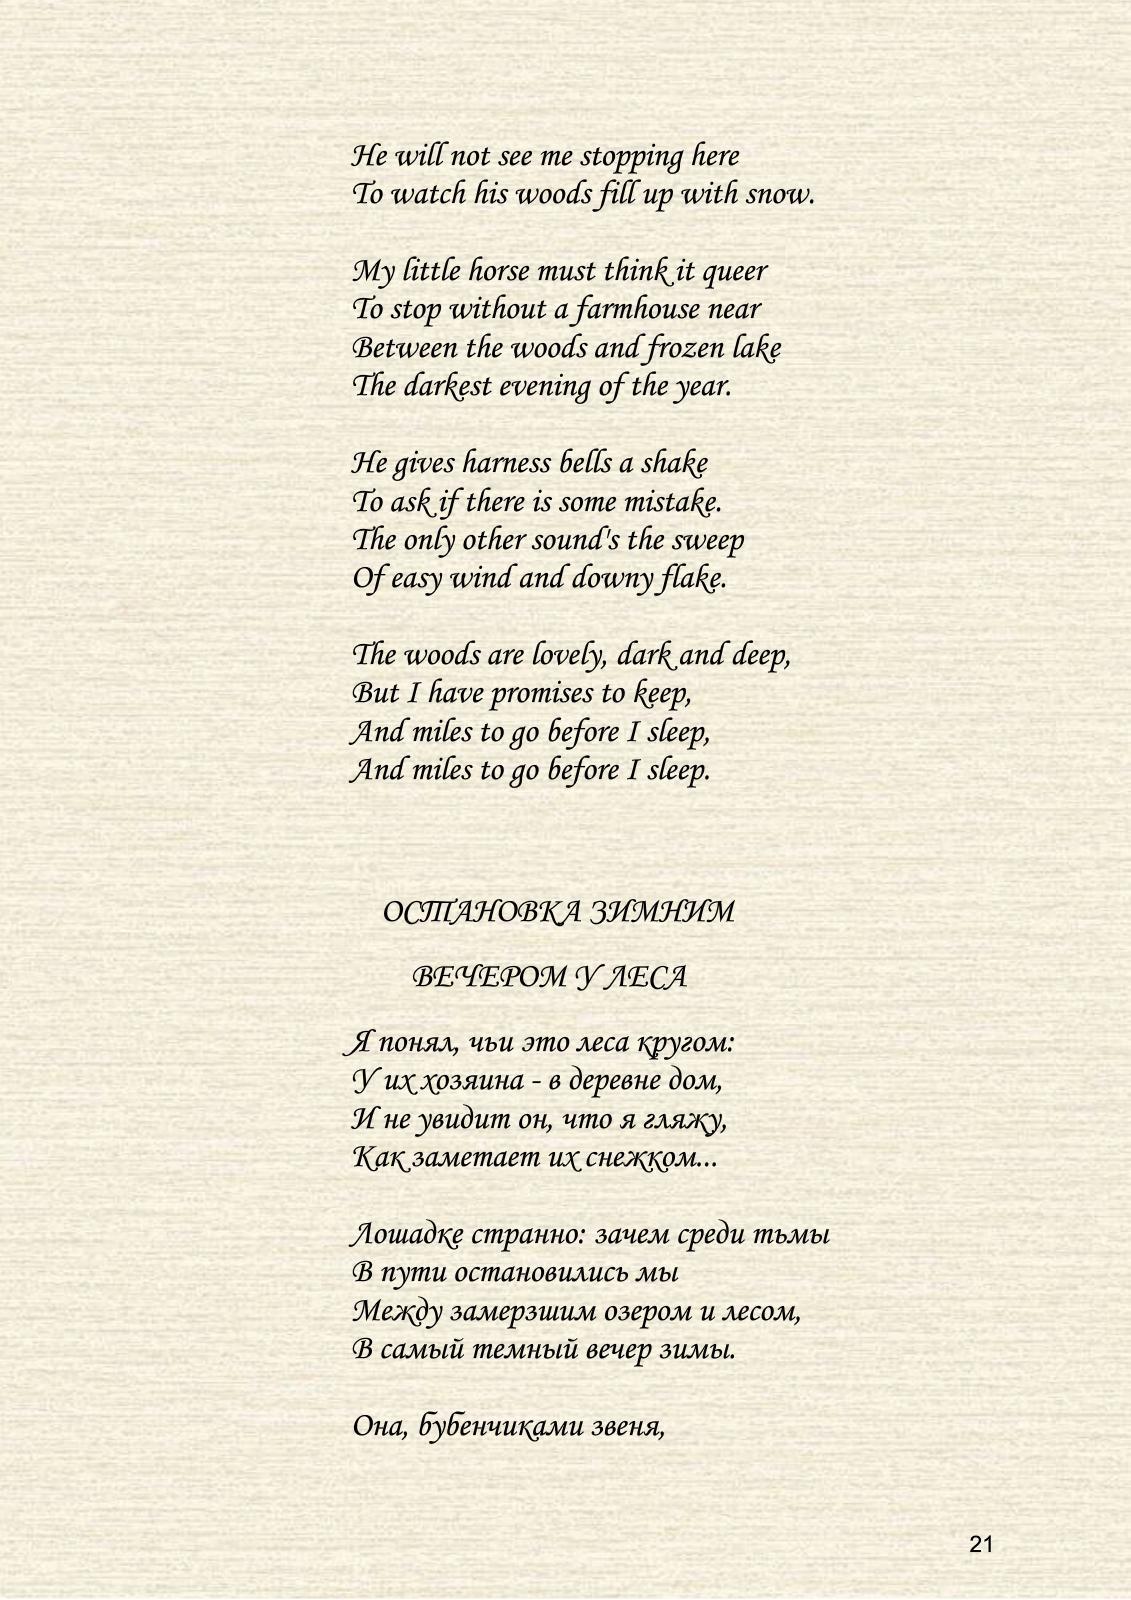 He will not see me stopping here
To watch his woods fill up with snow.
My little horse must think it queer
To stop without a farmhouse near
Between the woods and frozen lake
The darkest evening of the year.
He gives harness bells a shake
To ask if there is some mistake.
The only other sound's the sweep
Of easy wind and downy flake.
The woods are lovely, dark and deep,
But I have promises to keep,
And miles to go before I sleep,
And miles to go before I sleep.
ОСТАНОВКА ЗИМНИМ
ВЕЧЕРОМ У ЛЕСА
Я понял, чьи это леса кругом:
У их хозяина - в деревне дом,
И не увидит он, что я гляжу,
Как заметает их снежком...
Лошадке странно: зачем среди тьмы
В пути остановились мы
Между замерзшим озером и лесом,
В самый темный вечер зимы.
Она, бубенчиками звеня,
21